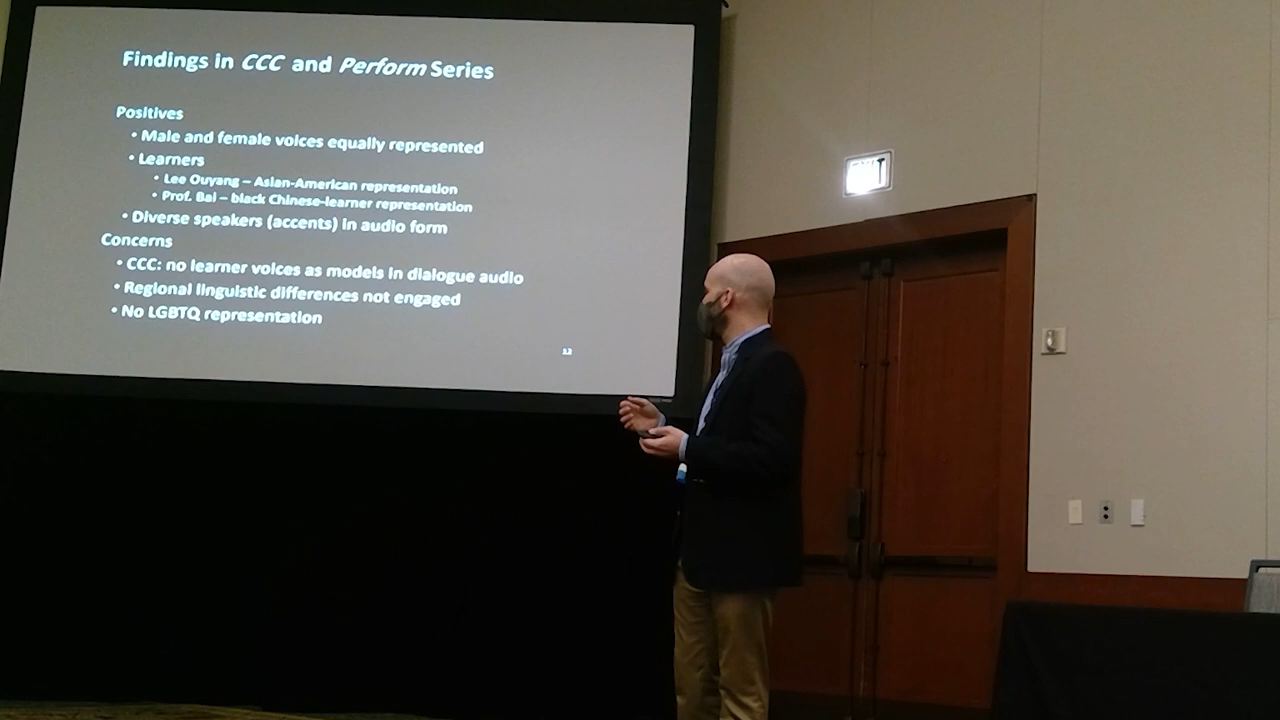 Findings in CCC and Perform Series
Positives
• Male and female voices equally represented
• Learners
• Lee Ouyang – Asian-American representation
• Prof. Bai – black Chinese-learner representation
• Diverse speakers (accents) in audio form
Concerns
• CCC: no learner voices as models in dialogue audio
• Regional linguistic differences not engaged
• No LGBTQ representation
12
EXIT